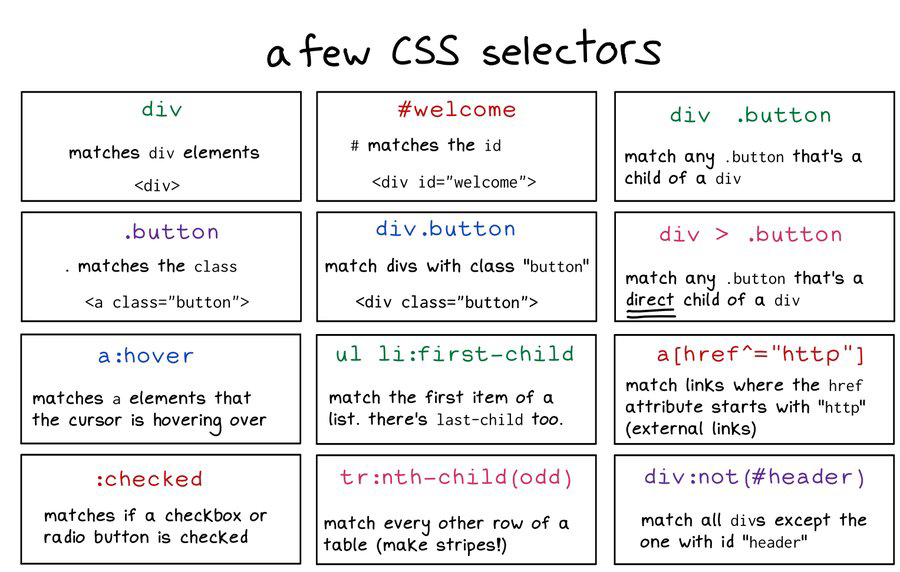 a few CSS selectors
div
matches div elements
<div>
#welcome
# matches the id
<div id="welcome">
div .button
match any .button that's a
child of a div
.button
. matches the class
<a class="button">
div.button
match divs with class "button"
<div class="button">
div > .button
match any .button that's a
direct child of a div
a:hover
matches a elements that
the cursor is hovering over
ul li:first-child
match the first item of a
list. there's last-child too.
a[href^="http"]
match links where the href
attribute starts with "http"
(external links)
:checked
matches if a checkbox or
radio button is checked
tr:nth-child(odd)
match every other row of a
table (make stripes!)
div:not(#header)
match all divs except the
one with id "header"